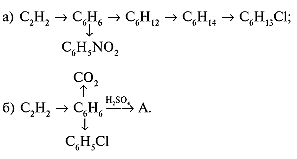 а) C₂H₂ → C₆H₆ → C₆H₁₂ → C₆H₁₄ → C₆H₁₃Cl;
↓
C₆H₅NO₂
CO₂
↑
б) C₂H₂ → C₆H₆ —H₂SO₄→ A.
↓
C₆H₅Cl